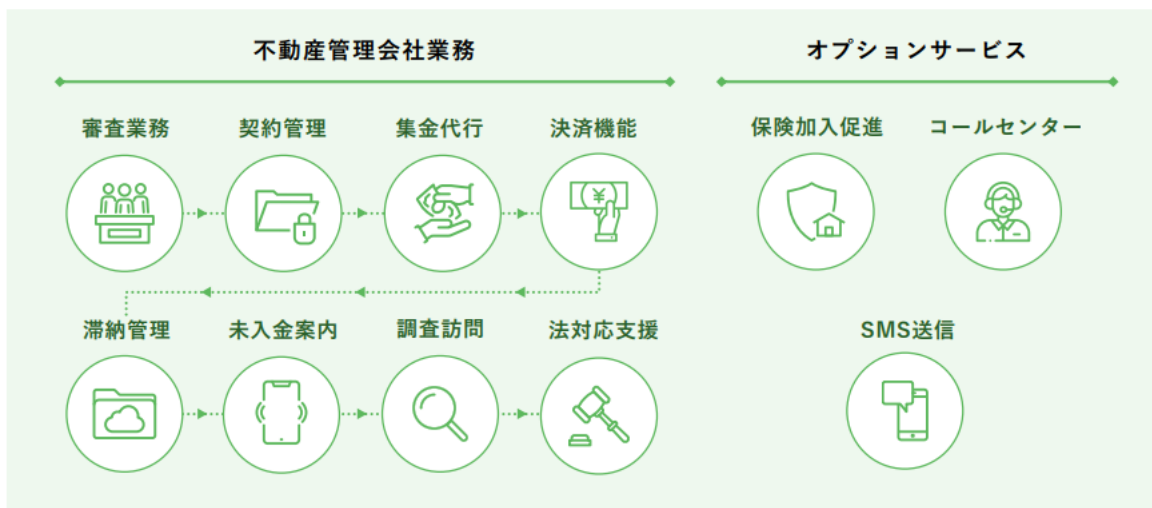 不動産管理会社業務
オプションサービス
審査業務
契約管理
集金代行
決済機能
保険加入促進
コールセンター
¥
滞納管理
未入金案内
調査訪問
法対応支援
SMS送信